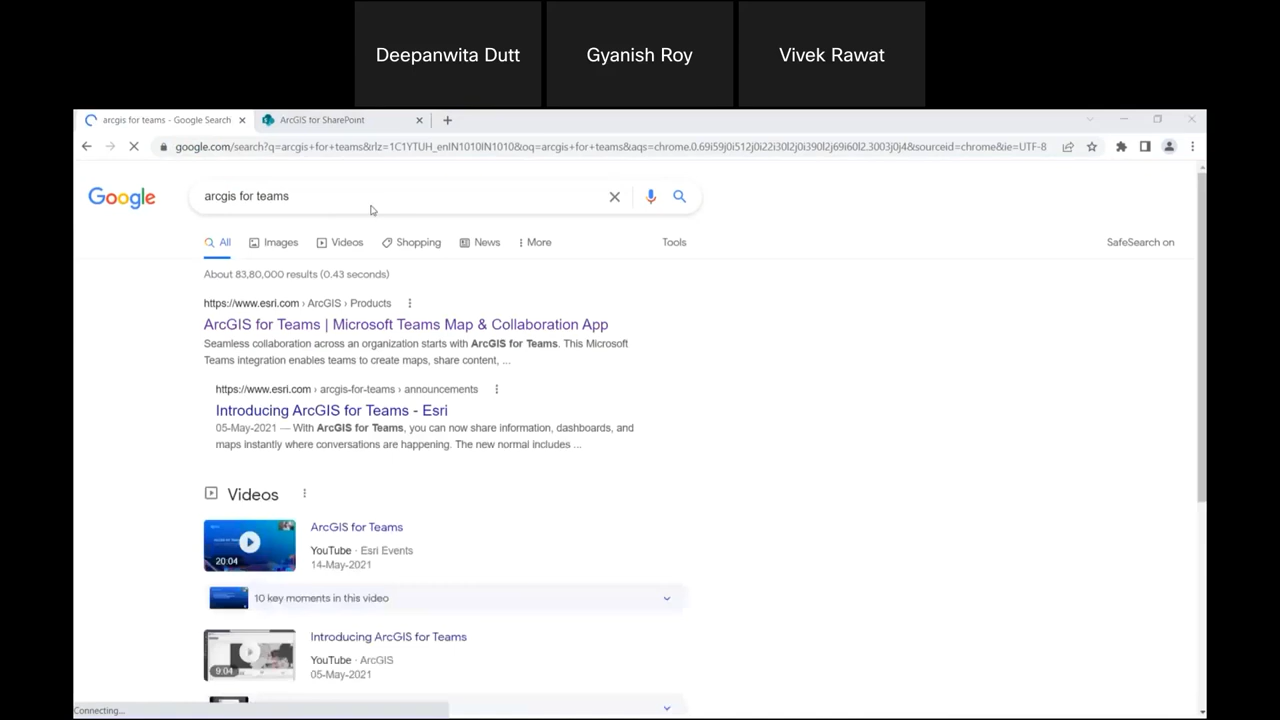 Deepanwita Dutt
Gyanish Roy
Vivek Rawat
arcgis for teams - Google Search
ArcGIS for SharePoint
google.com/search?q=arcgis+for+teams&rlz=1C1YTUH_enIN1010IN1010&oq=arcgis+for+teams&aqs=chrome.0.69i59j0i512j0i22i30l2j0i390l2j69i60l2.3003j0j4&sourceid=chrome&ie=UTF-8
Google
arcgis for teams
All
Images
Videos
Shopping
News
More
Tools
SafeSearch on
About 83,80,000 results (0.43 seconds)
https://www.esri.com › ArcGIS › Products
ArcGIS for Teams | Microsoft Teams Map & Collaboration App
Seamless collaboration across an organization starts with ArcGIS for Teams. This Microsoft
Teams integration enables teams to create maps, share content, ...
https://www.esri.com › arcgis-for-teams › announcements
Introducing ArcGIS for Teams - Esri
05-May-2021 — With ArcGIS for Teams, you can now share information, dashboards, and
maps instantly where conversations are happening. The new normal includes ...
Videos
ArcGIS for Teams
YouTube · Esri Events
14-May-2021
20:04
10 key moments in this video
Introducing ArcGIS for Teams
YouTube · ArcGIS
05-May-2021
9:04
Connecting...